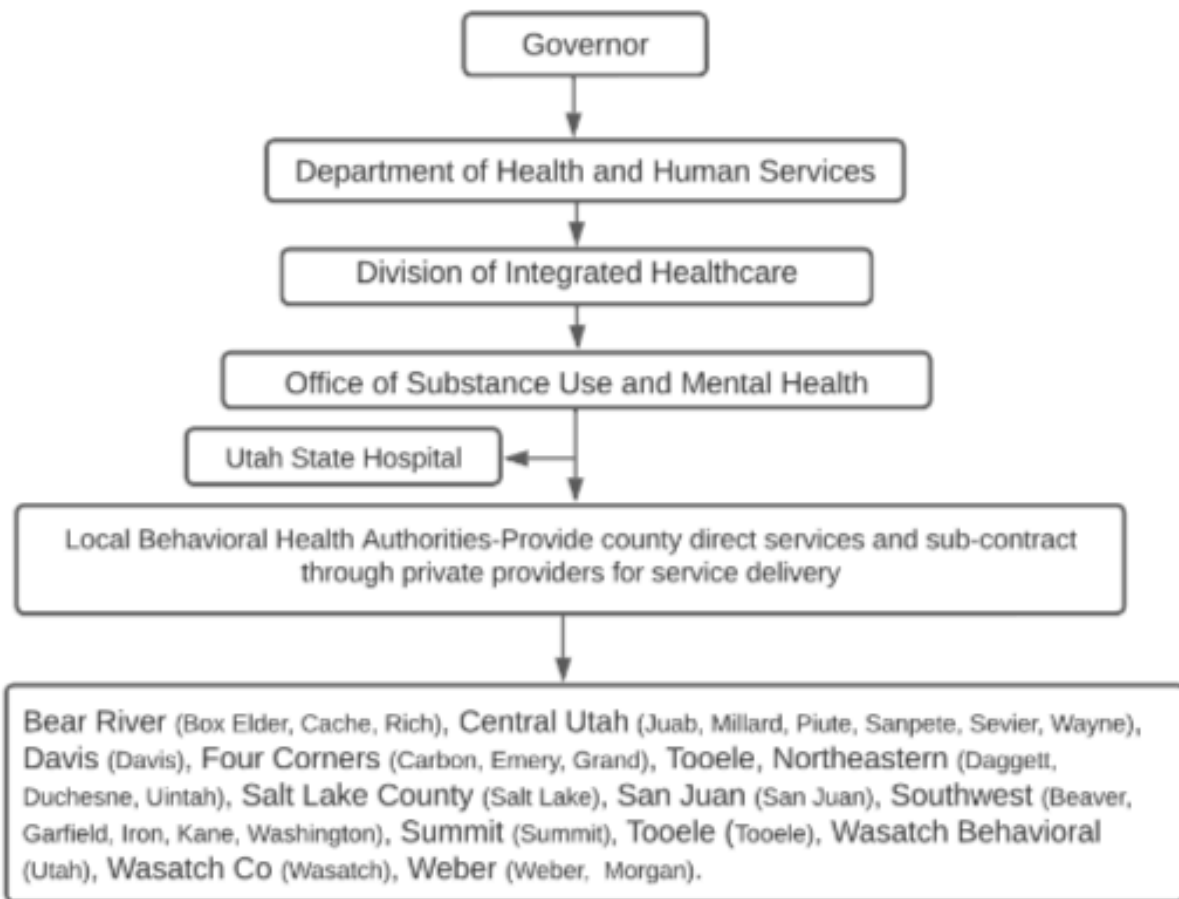 Governor
Department of Health and Human Services
Division of Integrated Healthcare
Office of Substance Use and Mental Health
Utah State Hospital
Local Behavioral Health Authorities-Provide county direct services and sub-contract
through private providers for service delivery
Bear River (Box Elder, Cache, Rich), Central Utah (Juab, Millard, Piute, Sanpete, Sevier, Wayne),
Davis (Davis), Four Corners (Carbon, Emery, Grand), Tooele, Northeastern (Daggett,
Duchesne, Uintah), Salt Lake County (Salt Lake), San Juan (San Juan), Southwest (Beaver,
Garfield, Iron, Kane, Washington), Summit (Summit), Tooele (Tooele), Wasatch Behavioral
(Utah), Wasatch Co (Wasatch), Weber (Weber, Morgan).